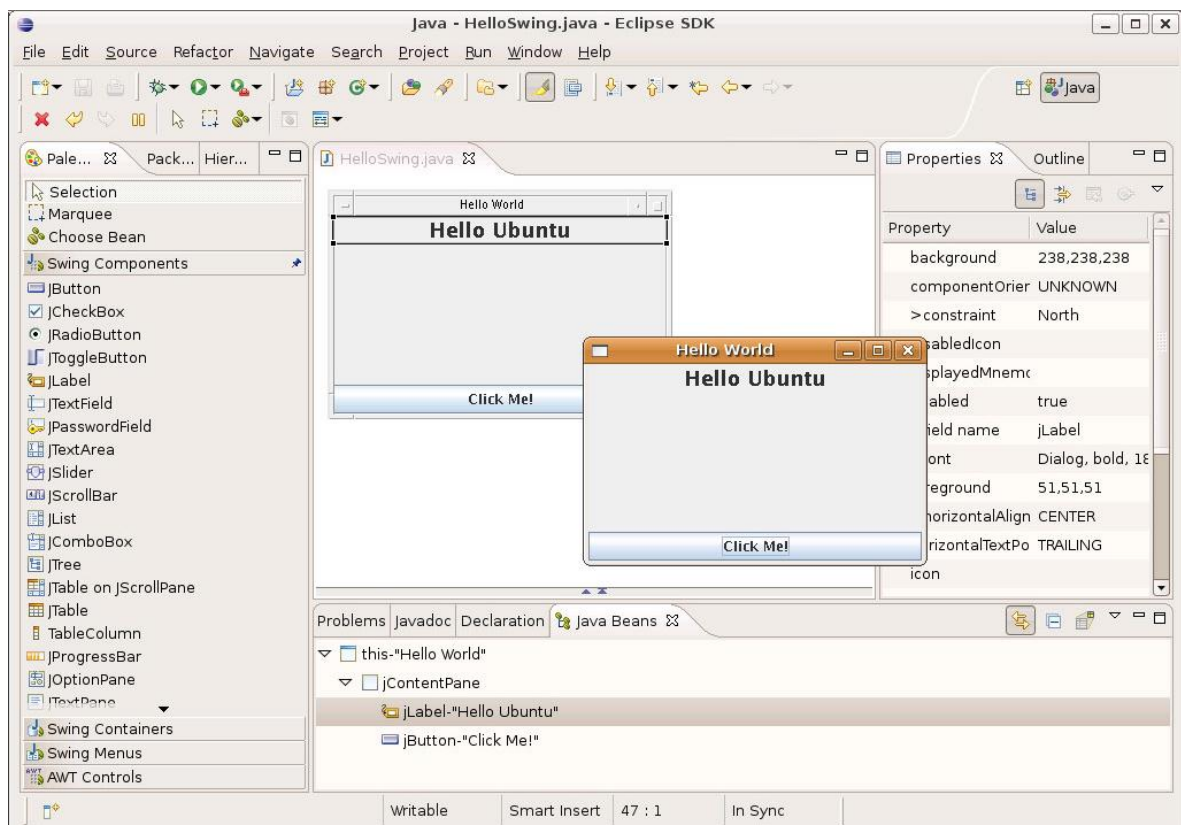 Java - HelloSwing.java - Eclipse SDK
File Edit Source Refactor Navigate Search Project Run Window Help
Java
Pale... Pack... Hier...
HelloSwing.java
Properties Outline
Selection
Marquee
Choose Bean
Swing Components
JButton
JCheckBox
JRadioButton
JToggleButton
JLabel
JTextField
JPasswordField
JTextArea
JSlider
JScrollBar
JList
JComboBox
JTree
JTable on JScrollPane
JTable
TableColumn
JProgressBar
JOptionPane
JTextPane
Swing Containers
Swing Menus
AWT Controls
Hello World
Hello Ubuntu
Click Me!
Hello World
Hello Ubuntu
Click Me!
Property Value
background 238,238,238
componentOrier UNKNOWN
>constraint North
sabledIcon
splayedMnemo
abled true
ield name jLabel
ont Dialog, bold, 18
reground 51,51,51
horizontalAlign CENTER
rizontalTextPo TRAILING
icon
Problems Javadoc Declaration Java Beans
this-"Hello World"
jContentPane
jLabel-"Hello Ubuntu"
jButton-"Click Me!"
Writable Smart Insert 47 : 1 In Sync